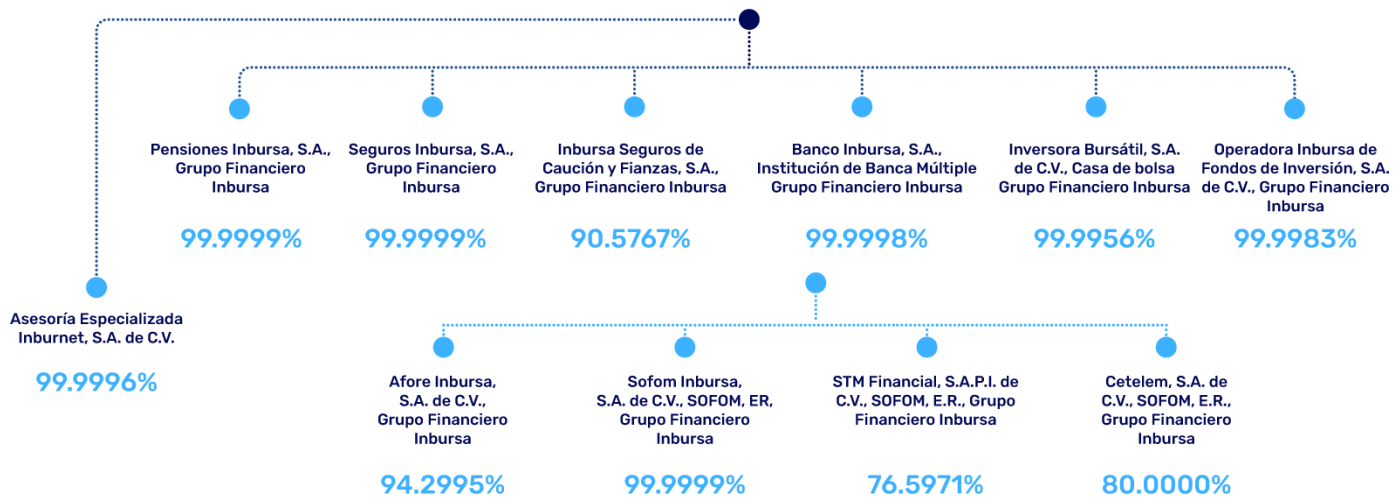 Pensiones Inbursa, S.A.,
Grupo Financiero
Inbursa
99.9999%
Seguros Inbursa, S.A.,
Grupo Financiero
Inbursa
99.9999%
Inbursa Seguros de
Caución y Fianzas, S.A.,
Grupo Financiero Inbursa
90.5767%
Banco Inbursa, S.A.,
Institución de Banca Múltiple
Grupo Financiero Inbursa
99.9998%
Inversora Bursátil, S.A.
de C.V., Casa de bolsa
Grupo Financiero Inbursa
99.9956%
Operadora Inbursa de
Fondos de Inversión, S.A.
de C.V., Grupo Financiero
Inbursa
99.9983%
Asesoría Especializada
Inburnet, S.A. de C.V.
99.9996%
Afore Inbursa,
S.A. de C.V.,
Grupo Financiero
Inbursa
94.2995%
Sofom Inbursa,
S.A. de C.V., SOFOM, ER,
Grupo Financiero
Inbursa
99.9999%
STM Financial, S.A.P.I. de
C.V., SOFOM, E.R., Grupo
Financiero Inbursa
76.5971%
Cetelem, S.A. de
C.V., SOFOM, E.R.,
Grupo Financiero
Inbursa
80.0000%